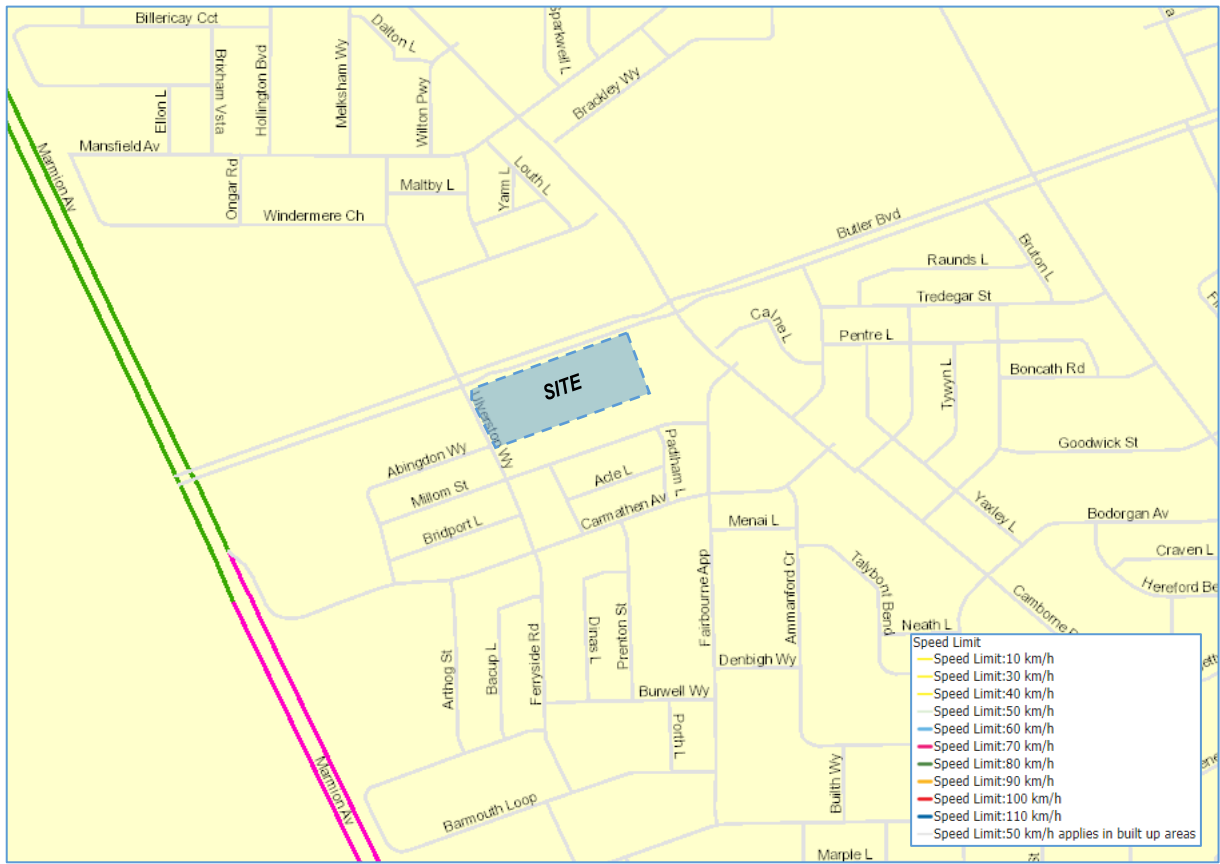 Billericay Cct
Dalton L
Sparkwell L
Brixham Vsta
Hollington Bvd
Melksham Wy
Brackley Wy
Ellon L
Wilton Pwy
Mansfield Av
Marmion Av
Ongar Rd
Maltby L
Yarm L
Louth L
Windermere Ch
Butler Bvd
Bruton L
Raunds L
Tredegar St
Calne L
Pentre L
SITE
Tywyn L
Boncath Rd
Ulverston Wy
Goodwick St
Abingdon Wy
Padiham L
Acle L
Millom St
Carmathen Av
Bridport L
Yaxley L
Menai L
Bodorgan Av
Craven L
Talybont Bend
Hereford Be
Fairbourne App
Ammanford Cr
Camborne P
Neath L
Dinas L
Prenton St
Arthog St
Bacup L
Ferryside Rd
Denbigh Wy
Burwell Wy
Porth L
Marmion Av
Builth Wy
Barmouth Loop
Marple L
Speed Limit
Speed Limit:10 km/h
Speed Limit:30 km/h
Speed Limit:40 km/h
Speed Limit:50 km/h
Speed Limit:60 km/h
Speed Limit:70 km/h
Speed Limit:80 km/h
Speed Limit:90 km/h
Speed Limit:100 km/h
Speed Limit:110 km/h
Speed Limit:50 km/h applies in built up areas